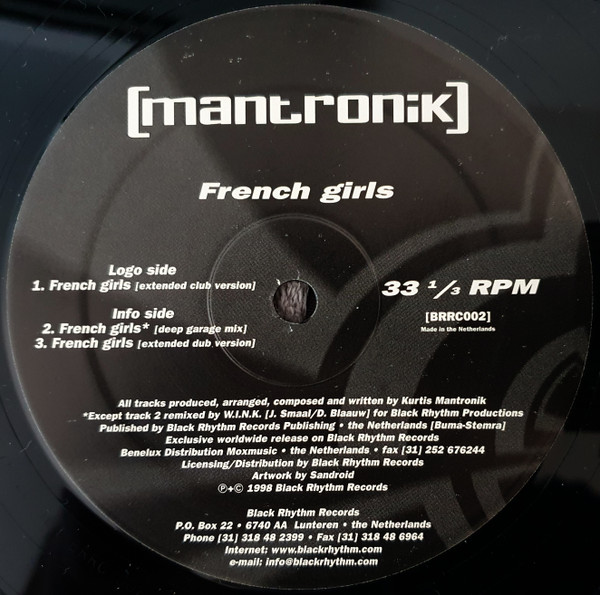 [mantronik]
French girls
Logo side
1. French girls [extended club version]
Info side
2. French girls* [deep garage mix]
3. French girls [extended dub version]
33 1/3 RPM
[BRRC002]
Made in the Netherlands
All tracks produced, arranged, composed and written by Kurtis Mantronik
*Except track 2 remixed by W.I.N.K. [J. Smaal/D. Blaauw] for Black Rhythm Productions
Published by Black Rhythm Records Publishing • the Netherlands [Buma-Stemra]
Exclusive worldwide release on Black Rhythm Records
Benelux Distribution Moxmusic • the Netherlands • fax [31] 252 676244
Licensing/Distribution by Black Rhythm Records
Artwork by Sandroid
℗+© 1998 Black Rhythm Records
Black Rhythm Records
P.O. Box 22 • 6740 AA Lunteren • the Netherlands
Phone [31] 318 48 2399 • Fax [31] 318 48 6964
Internet: www.blackrhythm.com
e-mail: info@blackrhythm.com